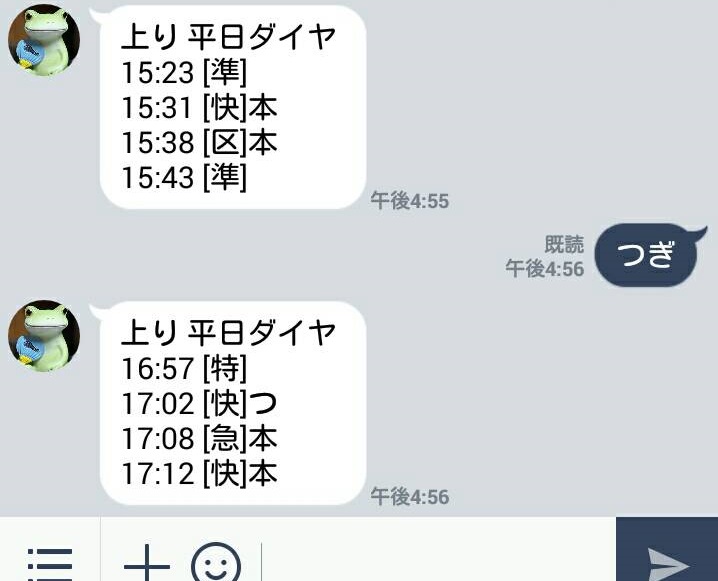 上り 平日ダイヤ
15:23 [準]
15:31 [快]本
15:38 [区]本
15:43 [準]
午後4:55
既読
午後4:56
つぎ
上り 平日ダイヤ
16:57 [特]
17:02 [快]つ
17:08 [急]本
17:12 [快]本
午後4:56